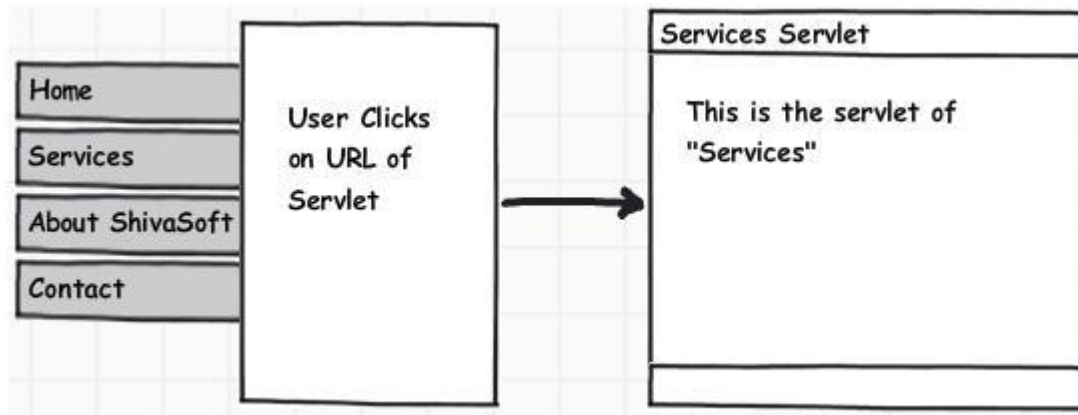 Home
Services
About ShivaSoft
Contact
User Clicks
on URL of
Servlet
Services Servlet
This is the servlet of
"Services"